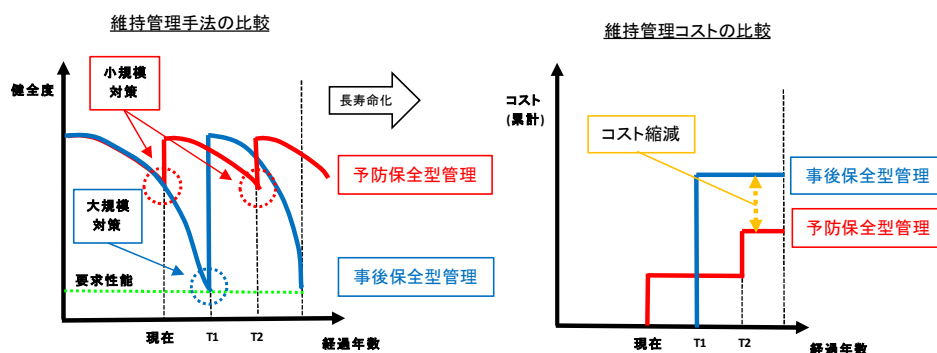 維持管理手法の比較
小規模
対策
健全度
長寿命化
予防保全型管理
大規模
対策
要求性能
事後保全型管理
現在
T1
T2
経過年数
維持管理コストの比較
コスト
(累計)
コスト縮減
事後保全型管理
予防保全型管理
現在
T1
T2
経過年数